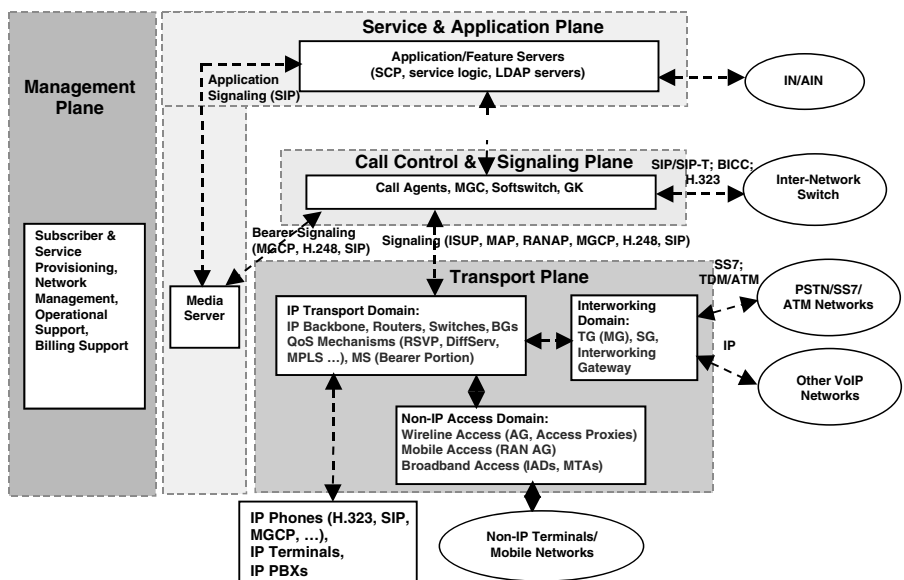 Service & Application Plane
Application/Feature Servers
(SCP, service logic, LDAP servers)
Application
Signaling (SIP)
IN/AIN
Management
Plane
Call Control & Signaling Plane
Call Agents, MGC, Softswitch, GK
SIP/SIP-T; BICC;
H.323
Inter-Network
Switch
Subscriber &
Service
Provisioning,
Network
Management,
Operational
Support,
Billing Support
Bearer Signaling
(MGCP, H.248, SIP)
Signaling (ISUP, MAP, RANAP, MGCP, H.248, SIP)
Media
Server
Transport Plane
IP Transport Domain:
IP Backbone, Routers, Switches, BGs
QoS Mechanisms (RSVP, DiffServ,
MPLS ...), MS (Bearer Portion)
Interworking
Domain:
TG (MG), SG,
Interworking
Gateway
SS7;
TDM/ATM
PSTN/SS7/
ATM Networks
IP
Other VoIP
Networks
Non-IP Access Domain:
Wireline Access (AG, Access Proxies)
Mobile Access (RAN AG)
Broadband Access (IADs, MTAs)
IP Phones (H.323, SIP,
MGCP, ...),
IP Terminals,
IP PBXs
Non-IP Terminals/
Mobile Networks